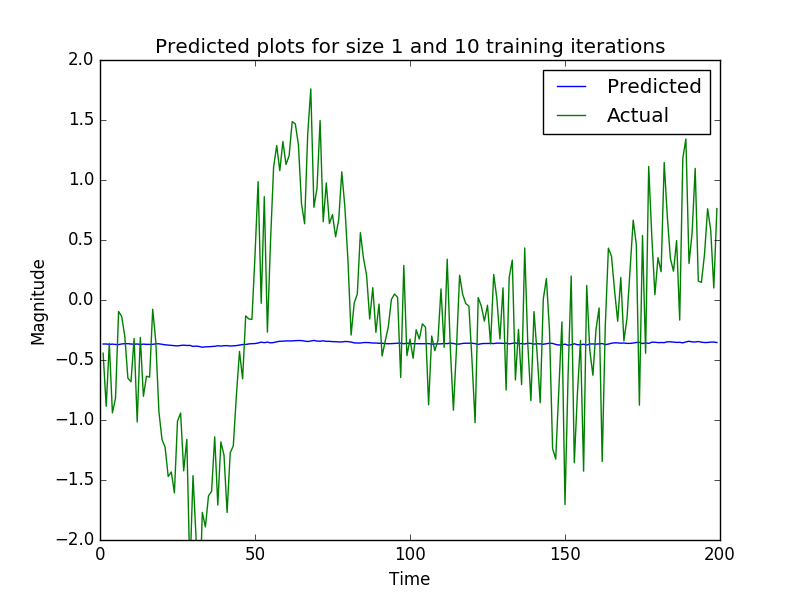 Predicted plots for size 1 and 10 training iterations
Predicted
Actual
2.0
1.5
1.0
0.5
0.0
−0.5
−1.0
−1.5
−2.0
Magnitude
0 50 100 150 200
Time